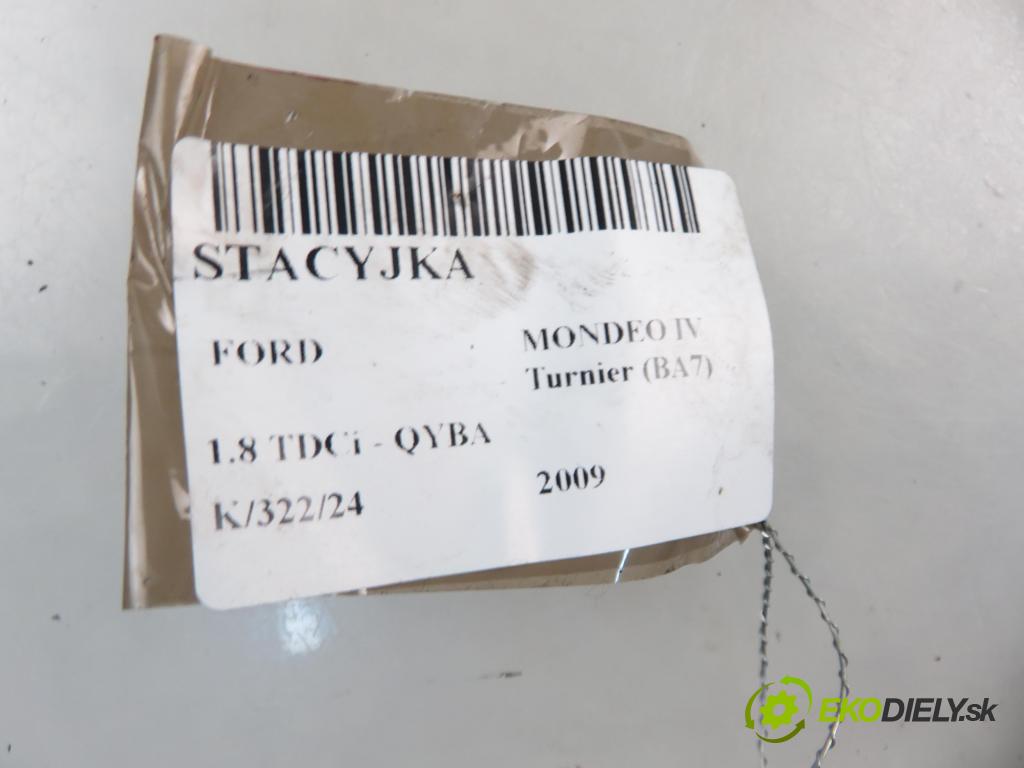 STACYJKA
FORD
MONDEO IV
Turnier (BA7)
1.8 TDCi - QYBA
K/322/24
2009
EKODIELY.sk